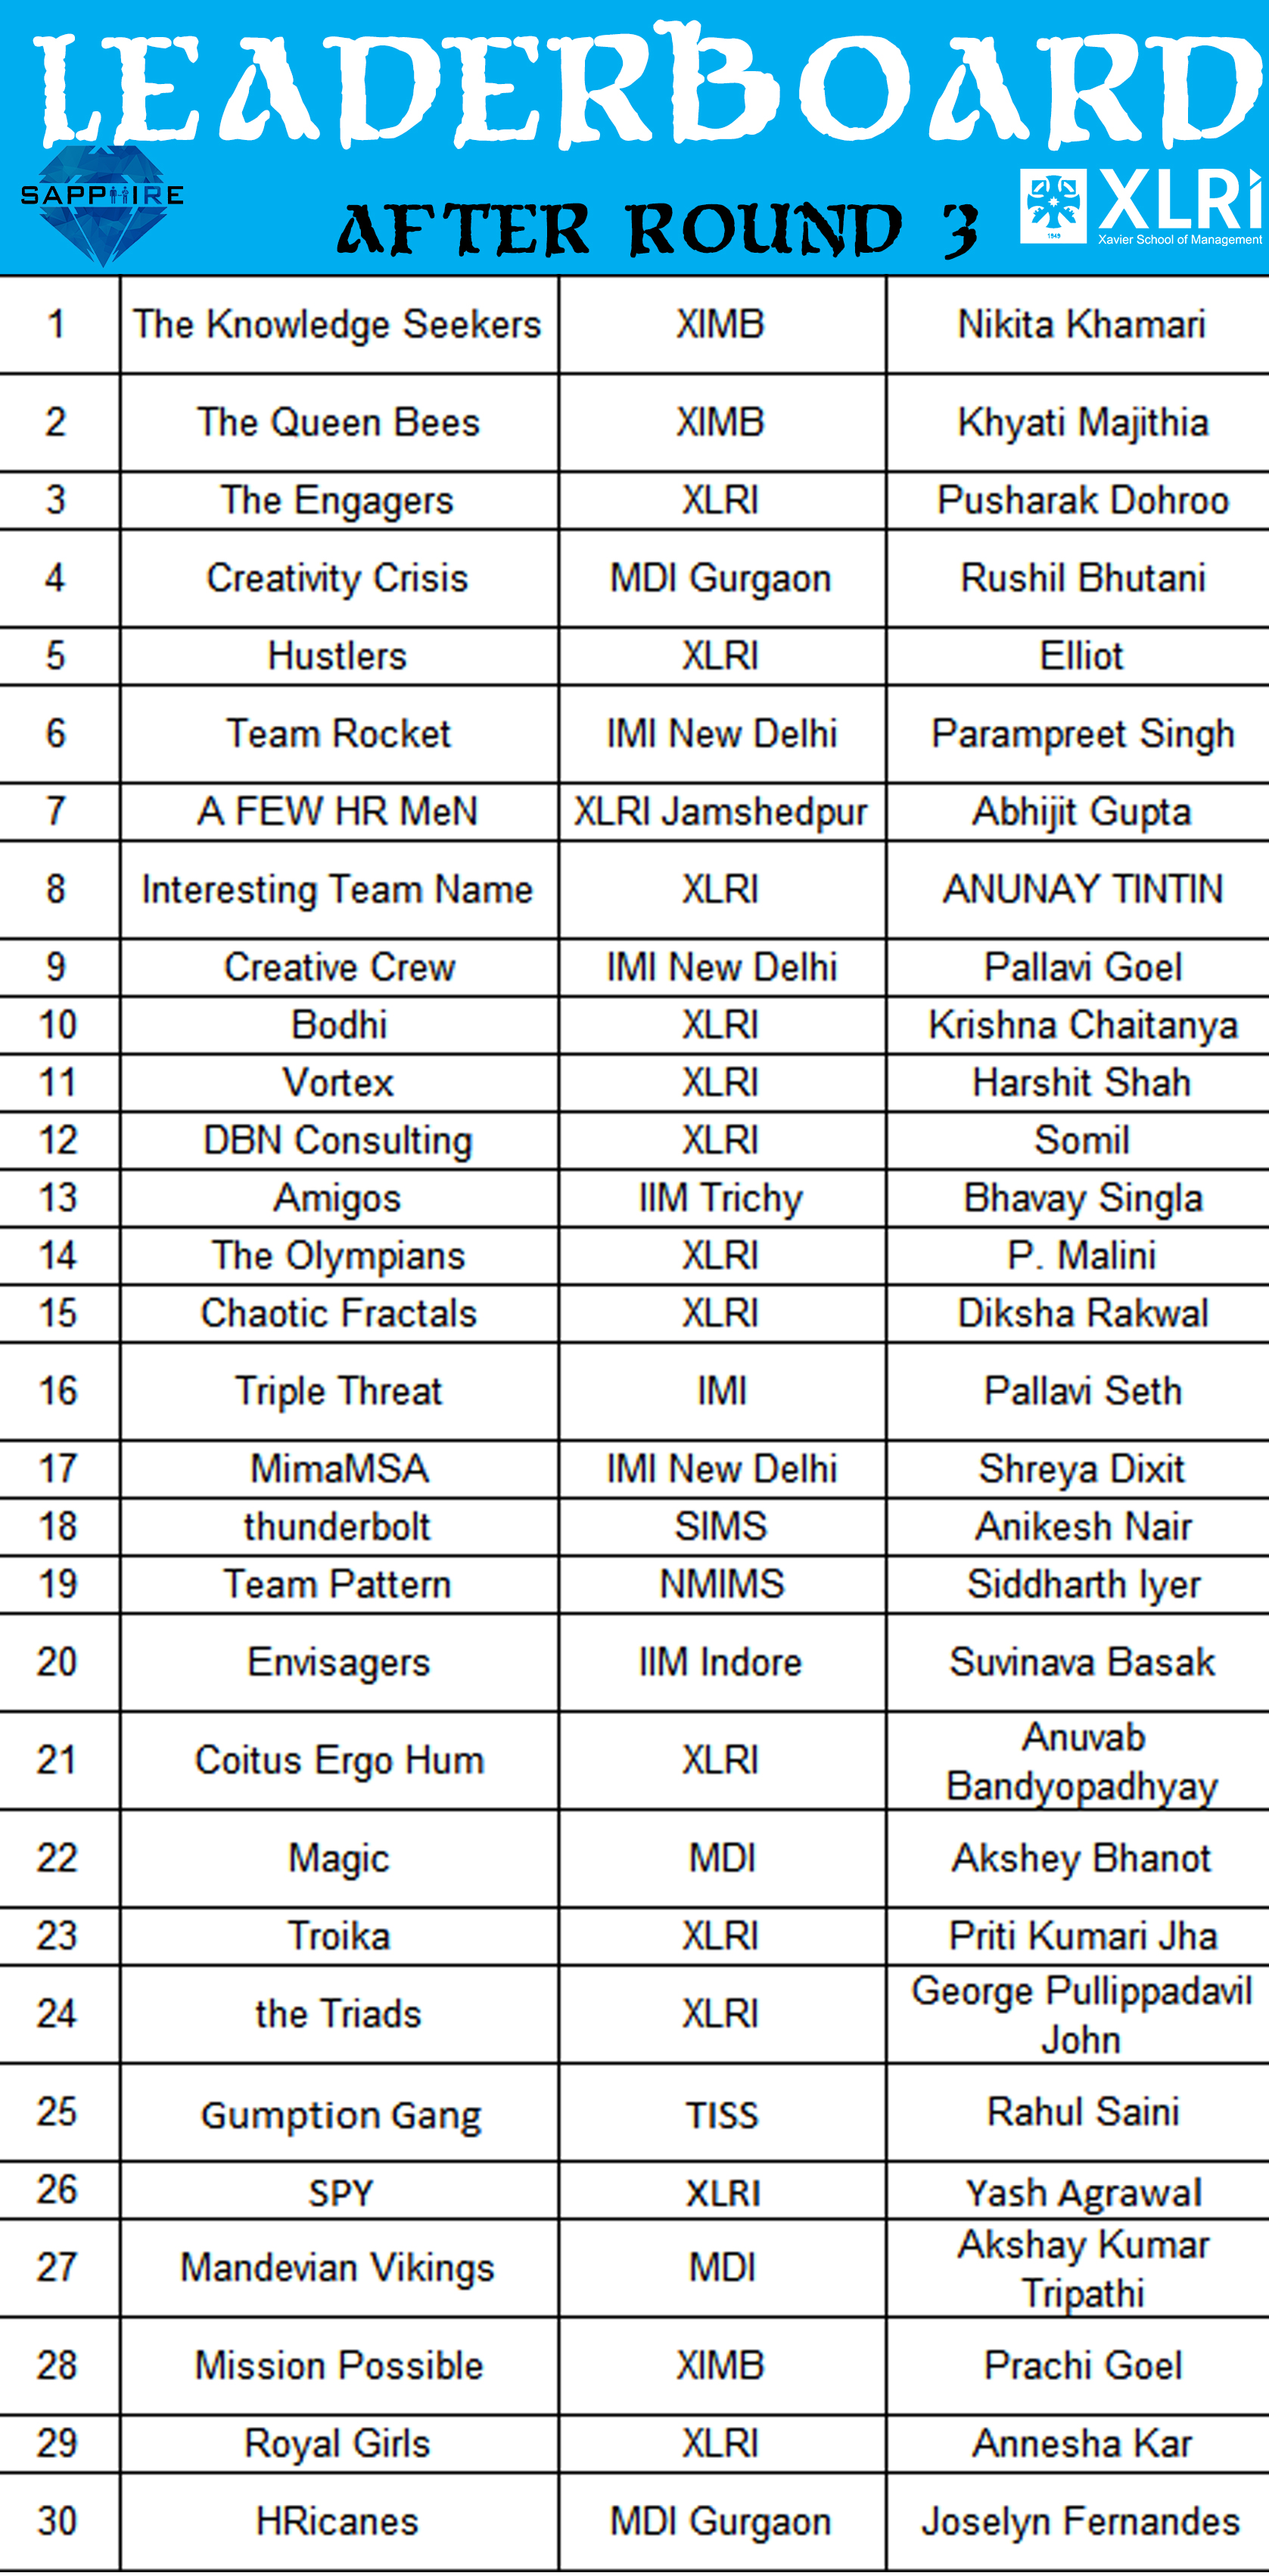 LEADERBOARD
SAPPHIRE
AFTER ROUND 3
1949
XLRI
Xavier School of Management
1 The Knowledge Seekers XIMB Nikita Khamari
2 The Queen Bees XIMB Khyati Majithia
3 The Engagers XLRI Pusharak Dohroo
4 Creativity Crisis MDI Gurgaon Rushil Bhutani
5 Hustlers XLRI Elliot
6 Team Rocket IMI New Delhi Parampreet Singh
7 A FEW HR MeN XLRI Jamshedpur Abhijit Gupta
8 Interesting Team Name XLRI ANUNAY TINTIN
9 Creative Crew IMI New Delhi Pallavi Goel
10 Bodhi XLRI Krishna Chaitanya
11 Vortex XLRI Harshit Shah
12 DBN Consulting XLRI Somil
13 Amigos IIM Trichy Bhavay Singla
14 The Olympians XLRI P. Malini
15 Chaotic Fractals XLRI Diksha Rakwal
16 Triple Threat IMI Pallavi Seth
17 MimaMSA IMI New Delhi Shreya Dixit
18 thunderbolt SIMS Anikesh Nair
19 Team Pattern NMIMS Siddharth Iyer
20 Envisagers IIM Indore Suvinava Basak
21 Coitus Ergo Hum XLRI Anuvab
Bandyopadhyay
22 Magic MDI Akshey Bhanot
23 Troika XLRI Priti Kumari Jha
24 the Triads XLRI George Pullippadavil
John
25 Gumption Gang TISS Rahul Saini
26 SPY XLRI Yash Agrawal
27 Mandevian Vikings MDI Akshay Kumar
Tripathi
28 Mission Possible XIMB Prachi Goel
29 Royal Girls XLRI Annesha Kar
30 HRicanes MDI Gurgaon Joselyn Fernandes